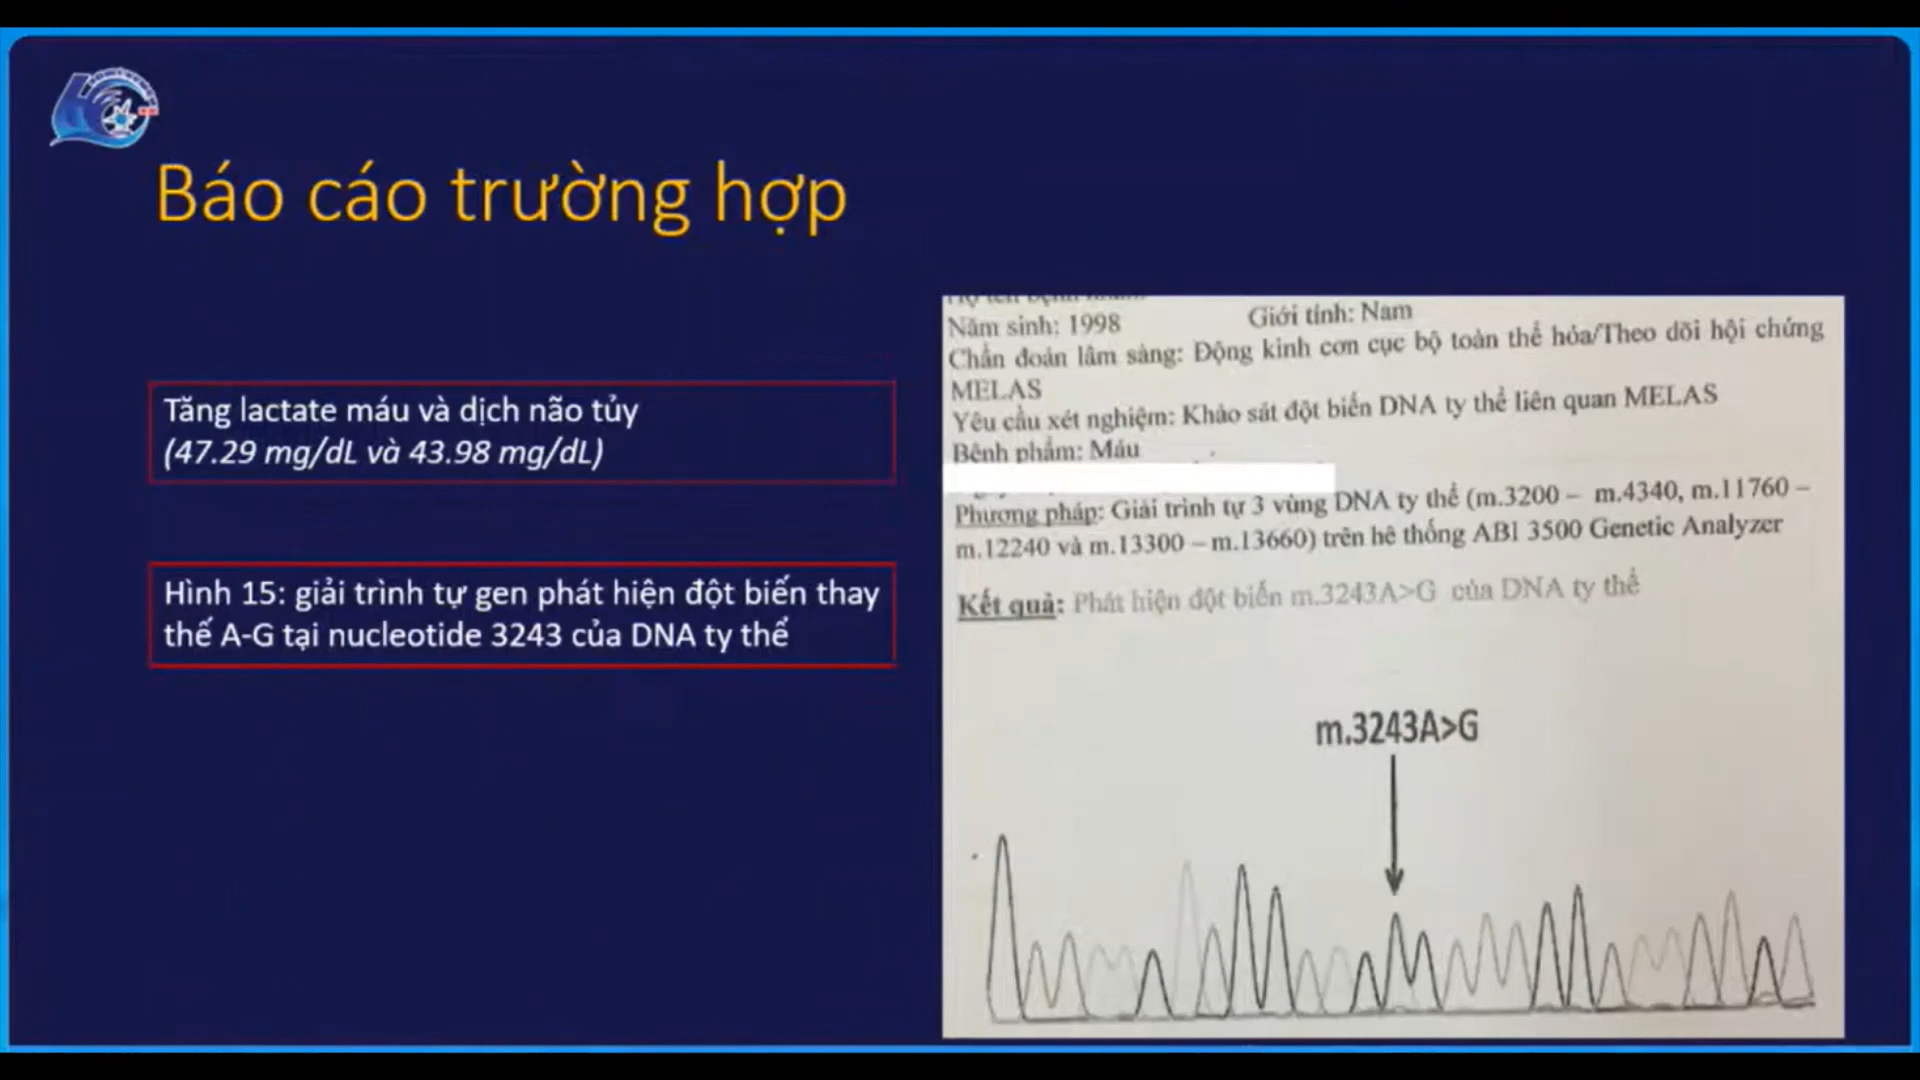 Báo cáo trường hợp
Tăng lactate máu và dịch não tủy
(47.29 mg/dL và 43.98 mg/dL)
Hình 15: giải trình tự gen phát hiện đột biến thay
thế A-G tại nucleotide 3243 của DNA ty thể
Năm sinh: 1998 Giới tính: Nam
Chẩn đoán lâm sàng: Động kinh cơn cục bộ toàn thể hóa/Theo dõi hội chứng
MELAS
Yêu cầu xét nghiệm: Khảo sát đột biến DNA ty thể liên quan MELAS
Bệnh phẩm: Máu
Phương pháp: Giải trình tự 3 vùng DNA ty thể (m.3200 – m.4340, m.11760 –
m.12240 và m.13300 – m.13660) trên hê thống ABI 3500 Genetic Analyzer
Kết quả: Phát hiện đột biến m.3243A>G của DNA ty thể
m.3243A>G